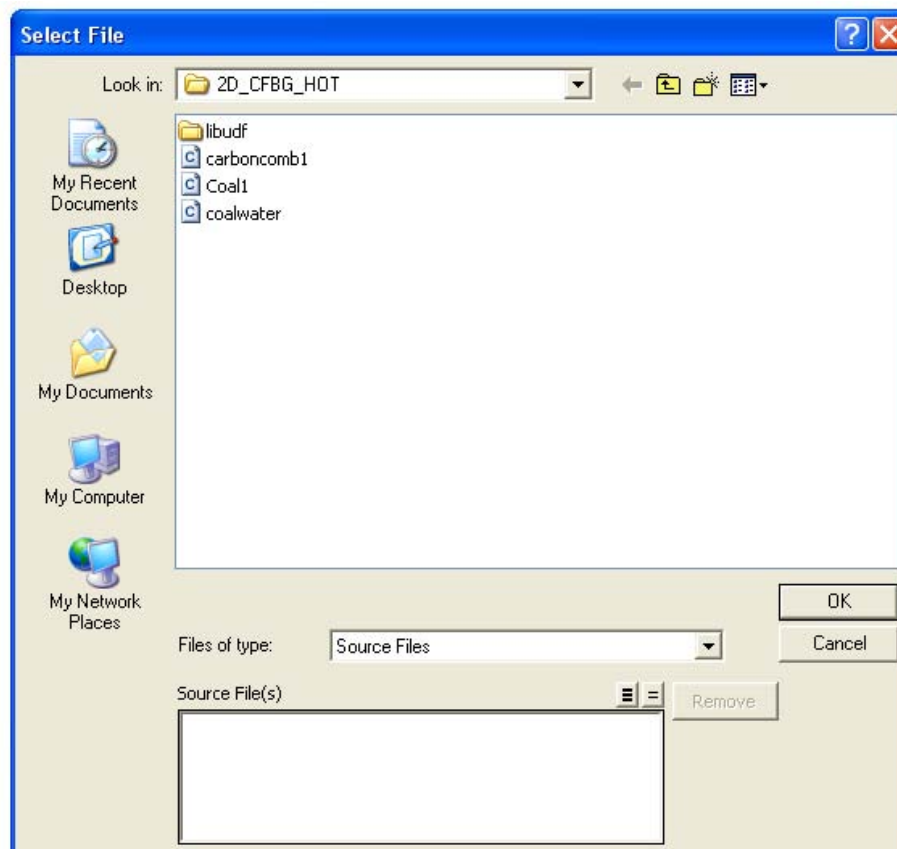 Select File
Look in: 2D_CFBG_HOT
libudf
carboncomb1
Coal1
coalwater
My Recent
Documents
Desktop
My Documents
My Computer
My Network
Places
OK
Files of type: Source Files
Cancel
Source File(s)
Remove